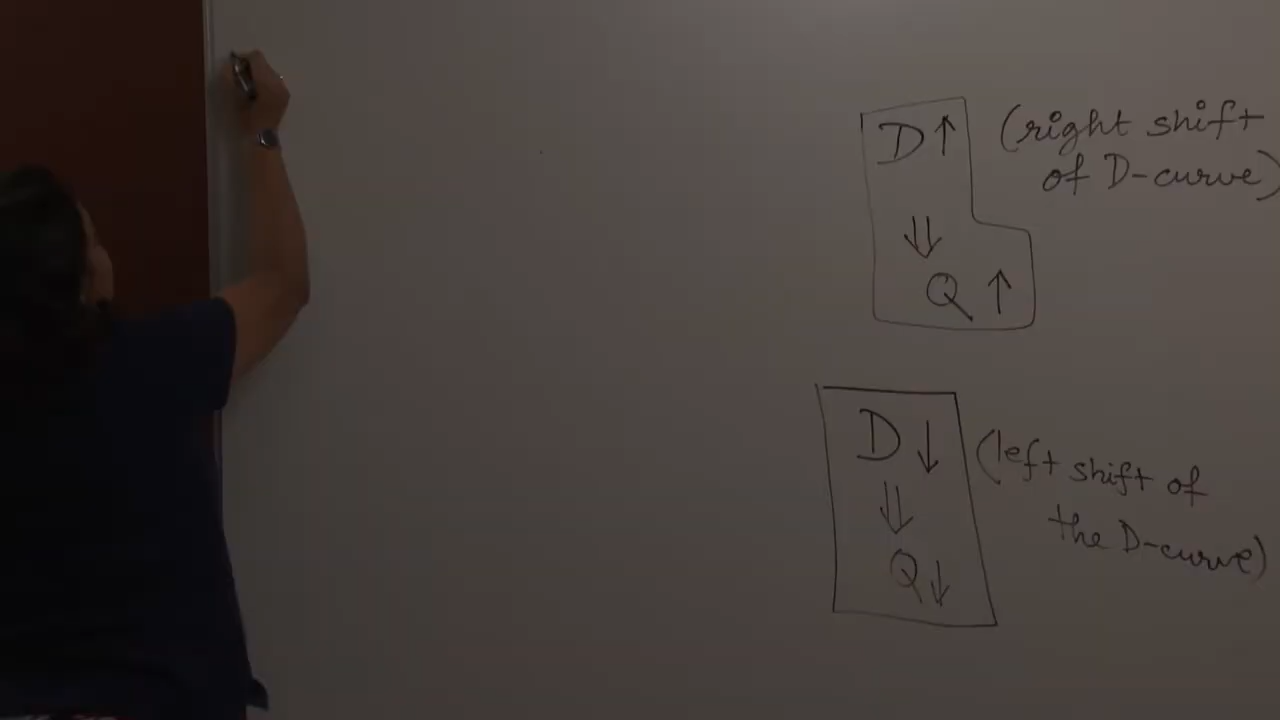 D↑ (right shift
of D-curve)
⇓
Q ↑
D↓ (left shift of
the D-curve)
⇓
Q↓